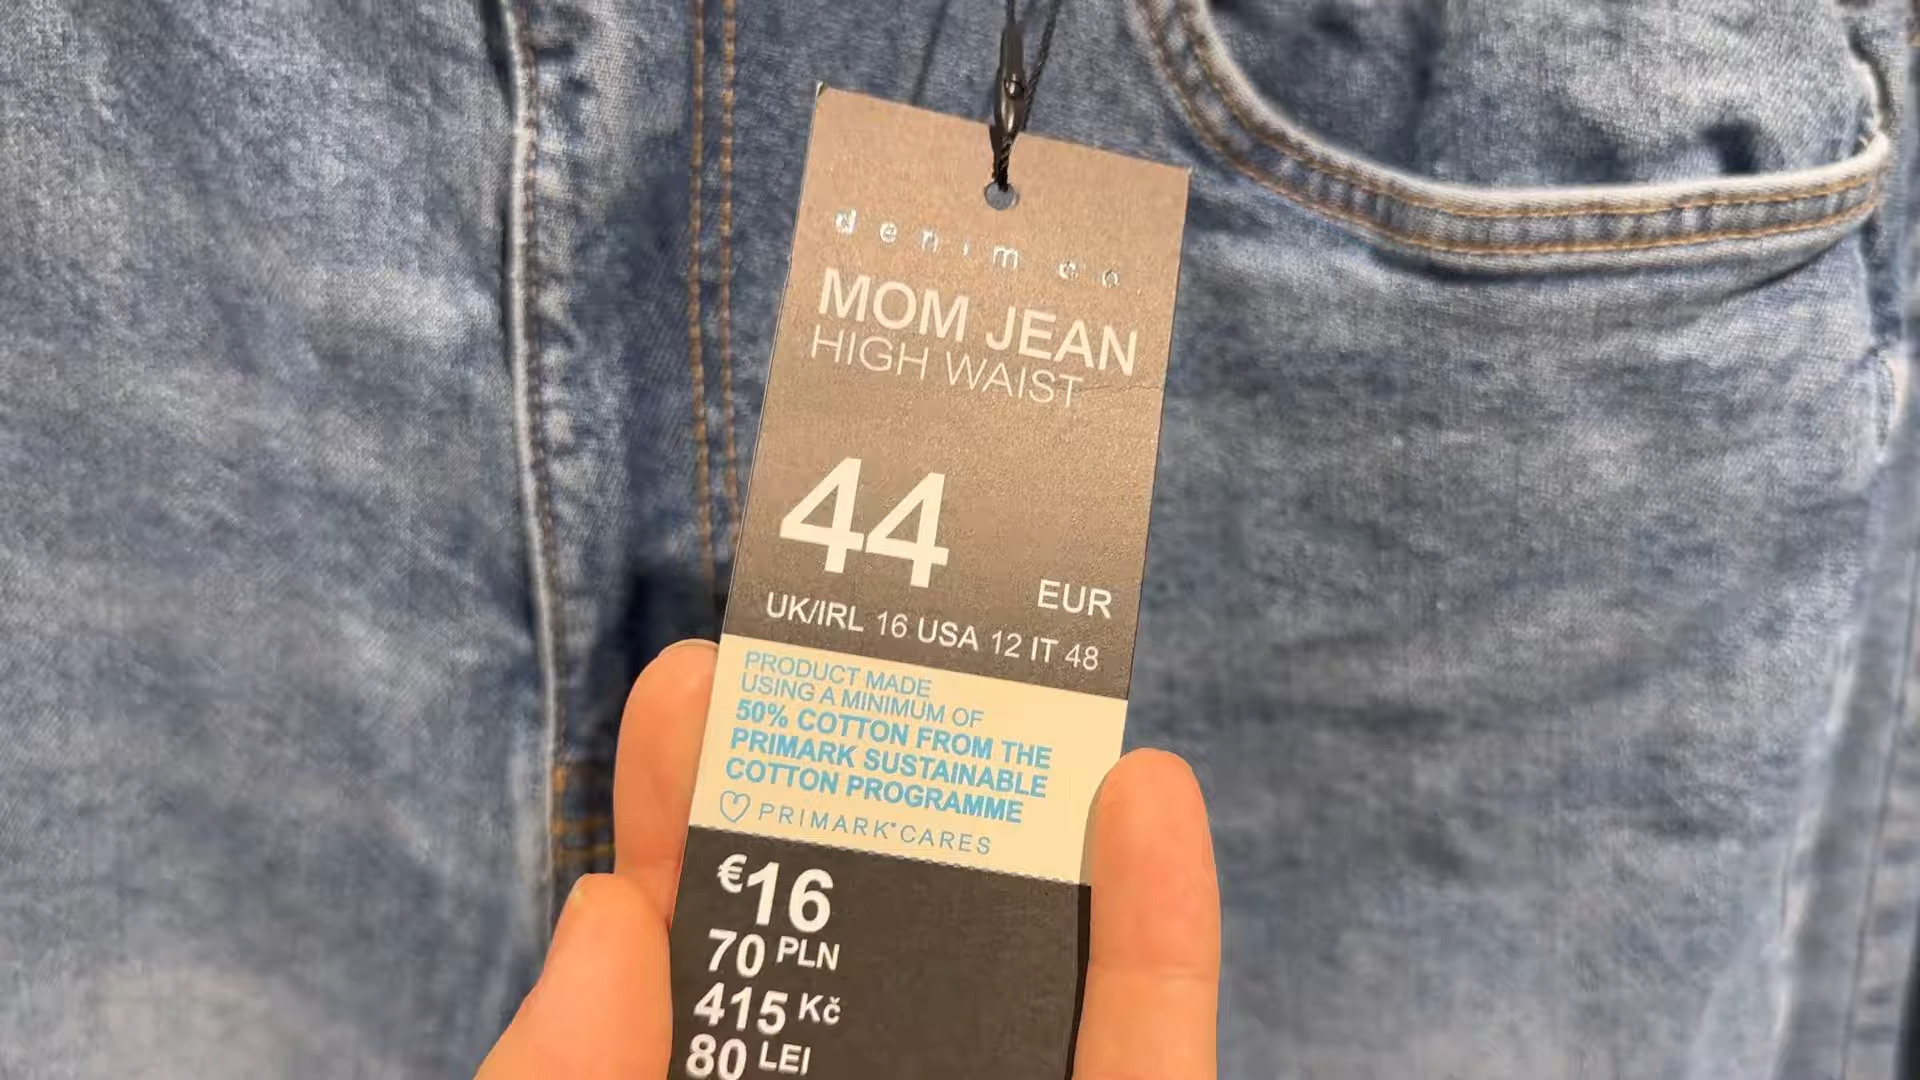 denim co
MOM JEAN
HIGH WAIST
44 EUR
UK/IRL 16 USA 12 IT 48
PRODUCT MADE
USING A MINIMUM OF
50% COTTON FROM THE
PRIMARK SUSTAINABLE
COTTON PROGRAMME
PRIMARK® CARES
€16
70 PLN
415 Kč
80 LEI